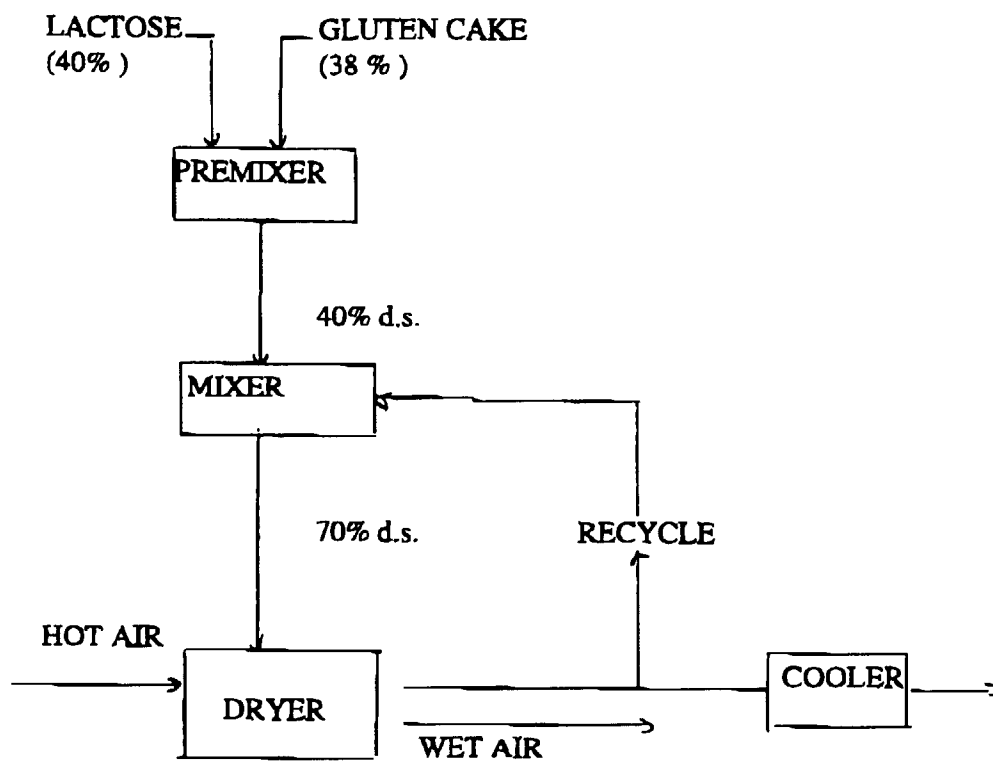 LACTOSE
(40% )
GLUTEN CAKE
(38 % )
PREMIXER
40% d.s.
MIXER
70% d.s.
RECYCLE
HOT AIR
DRYER
COOLER
WET AIR